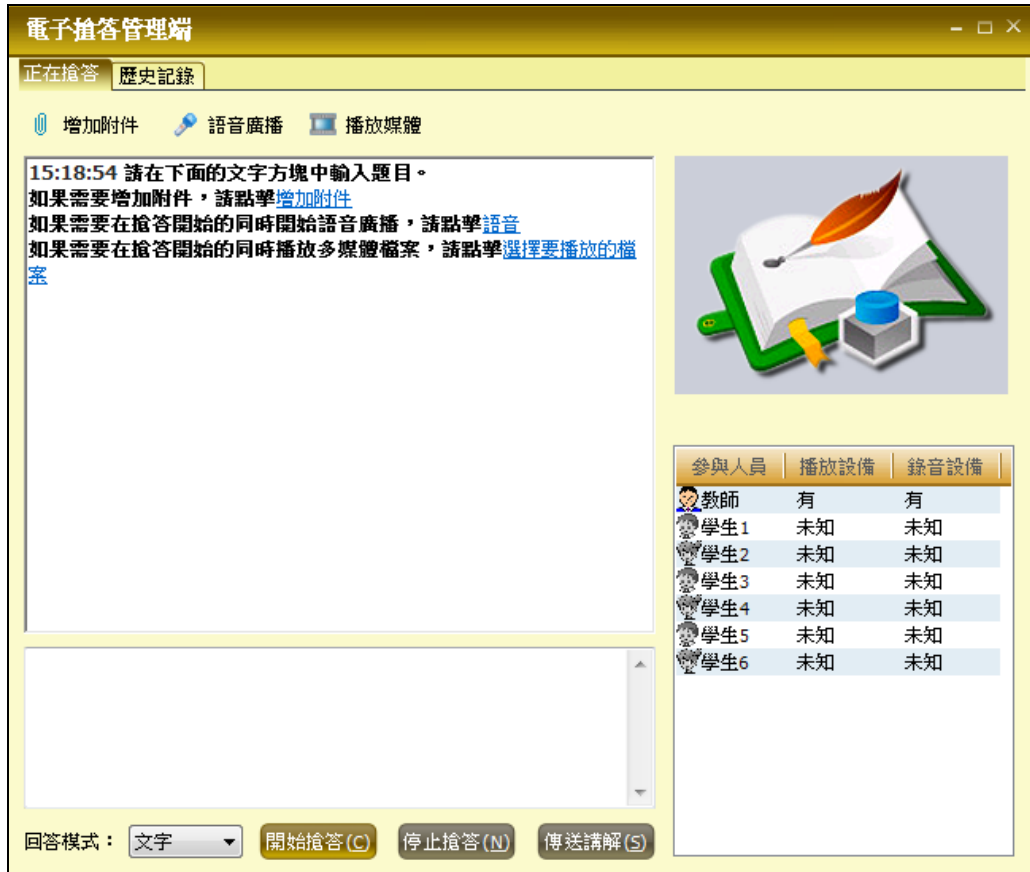 電子搶答管理端
正在搶答 歷史記錄
增加附件 語音廣播 播放媒體
15:18:54 請在下面的文字方塊中輸入題目。
如果需要增加附件，請點擊增加附件
如果需要在搶答開始的同時開始語音廣播，請點擊語音
如果需要在搶答開始的同時播放多媒體檔案，請點擊選擇要播放的檔
案
參與人員 播放設備 錄音設備
教師 有 有
學生1 未知 未知
學生2 未知 未知
學生3 未知 未知
學生4 未知 未知
學生5 未知 未知
學生6 未知 未知
回答模式： 文字 開始搶答(C) 停止搶答(N) 傳送講解(S)